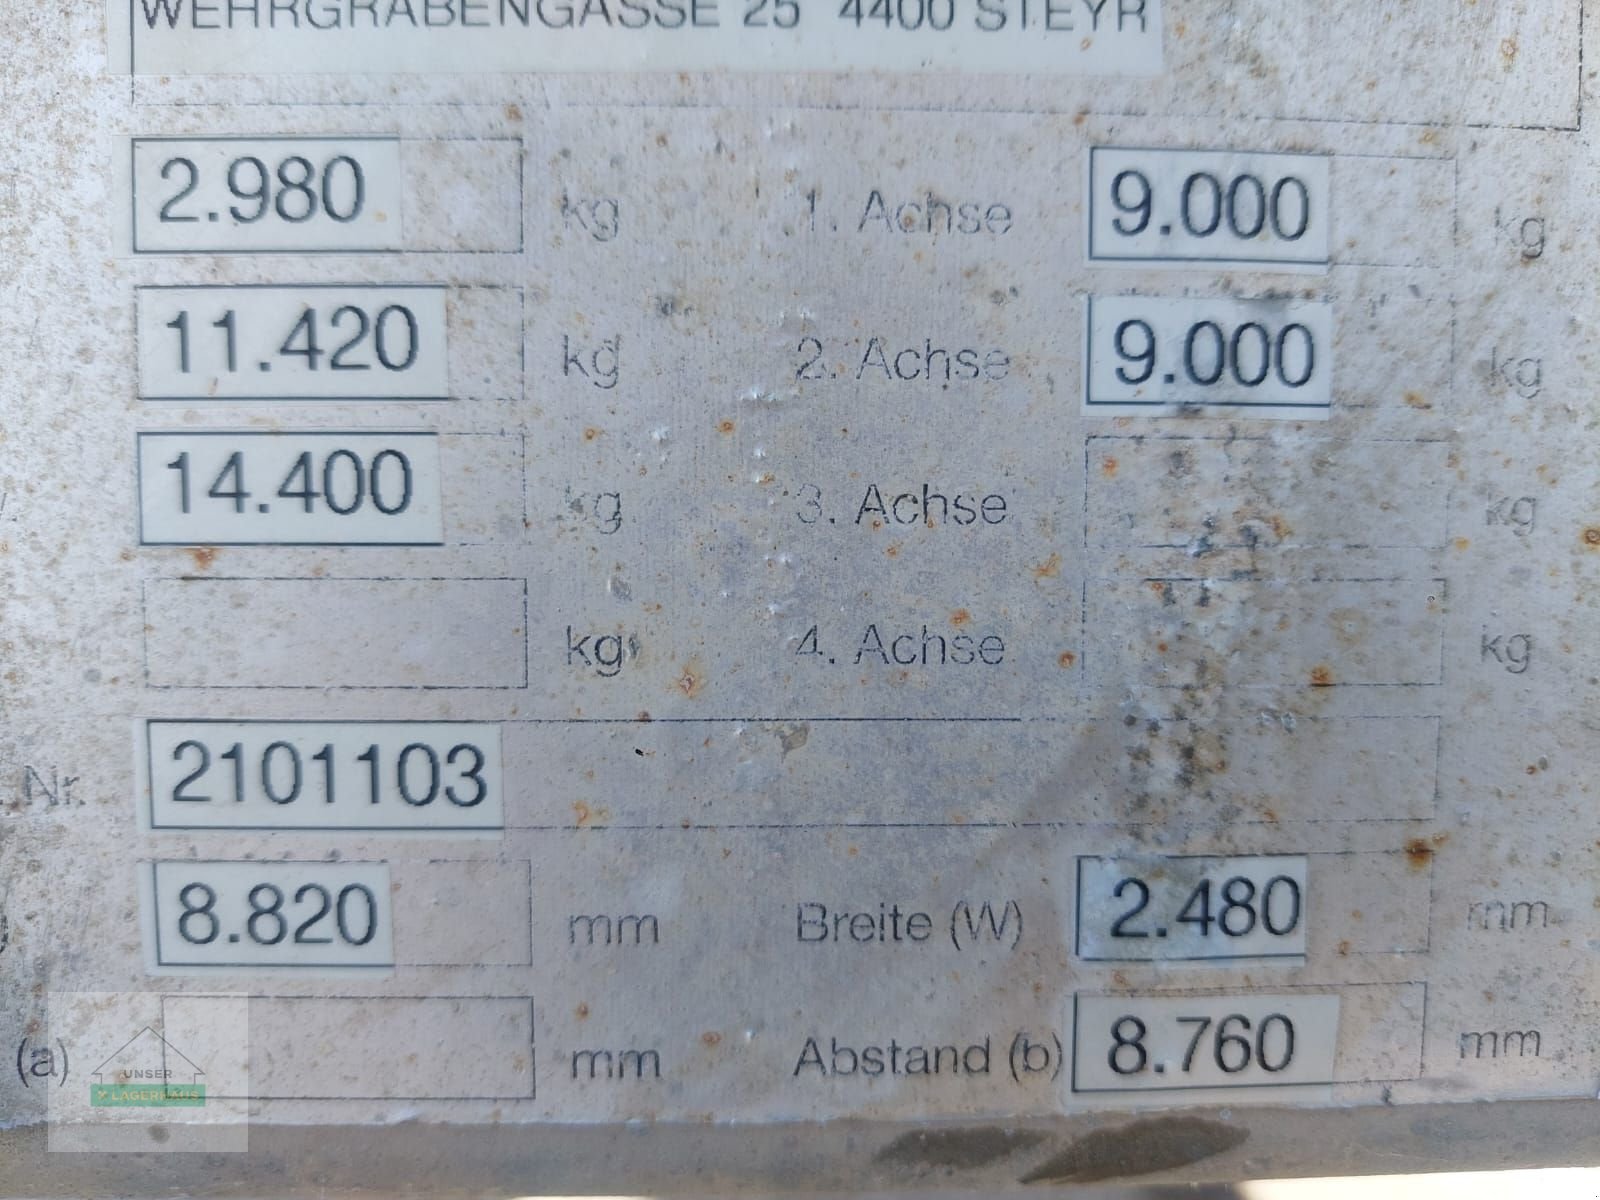 WEHRGRABENGASSE 25 4400 STEYR
2.980 kg 1. Achse 9.000 kg
11.420 kg 2. Achse 9.000 kg
14.400 kg 3. Achse kg
kg 4. Achse kg
Nr. 2101103
8.820 mm Breite (W) 2.480 mm
(a) mm Abstand (b) 8.760 mm
UNSER
LAGERHAUS